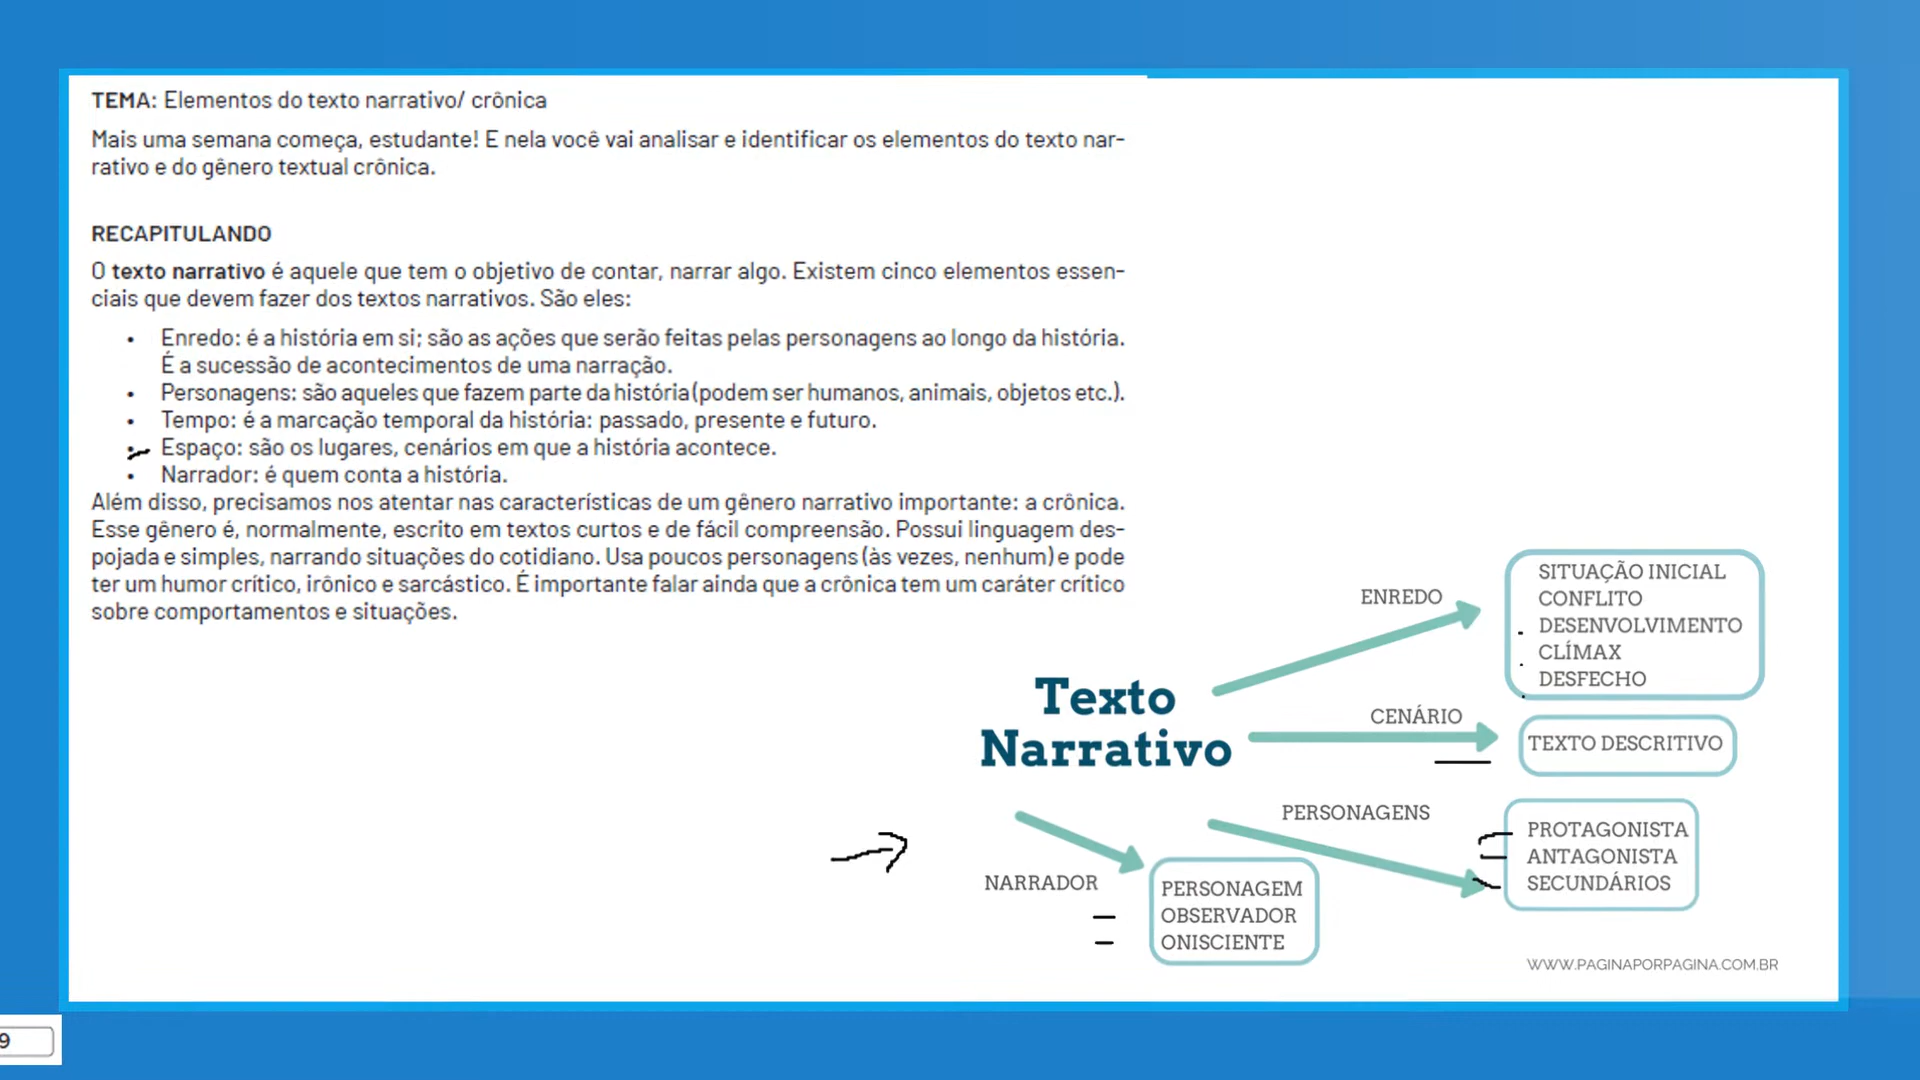 TEMA: Elementos do texto narrativo/ crônica
Mais uma semana começa, estudante! E nela você vai analisar e identificar os elementos do texto nar-
rativo e do gênero textual crônica.
RECAPITULANDO
O texto narrativo é aquele que tem o objetivo de contar, narrar algo. Existem cinco elementos essen-
ciais que devem fazer dos textos narrativos. São eles:
• Enredo: é a história em si; são as ações que serão feitas pelas personagens ao longo da história.
É a sucessão de acontecimentos de uma narração.
• Personagens: são aqueles que fazem parte da história (podem ser humanos, animais, objetos etc.).
• Tempo: é a marcação temporal da história: passado, presente e futuro.
• Espaço: são os lugares, cenários em que a história acontece.
• Narrador: é quem conta a história.
Além disso, precisamos nos atentar nas características de um gênero narrativo importante: a crônica.
Esse gênero é, normalmente, escrito em textos curtos e de fácil compreensão. Possui linguagem des-
pojada e simples, narrando situações do cotidiano. Usa poucos personagens (às vezes, nenhum) e pode
ter um humor crítico, irônico e sarcástico. É importante falar ainda que a crônica tem um caráter crítico
sobre comportamentos e situações.
Texto
Narrativo
ENREDO
SITUAÇÃO INICIAL
CONFLITO
DESENVOLVIMENTO
CLÍMAX
DESFECHO
CENÁRIO
TEXTO DESCRITIVO
PERSONAGENS
PROTAGONISTA
ANTAGONISTA
SECUNDÁRIOS
NARRADOR
PERSONAGEM
OBSERVADOR
ONISCIENTE
WWW.PAGINAPORPAGINA.COM.BR
9